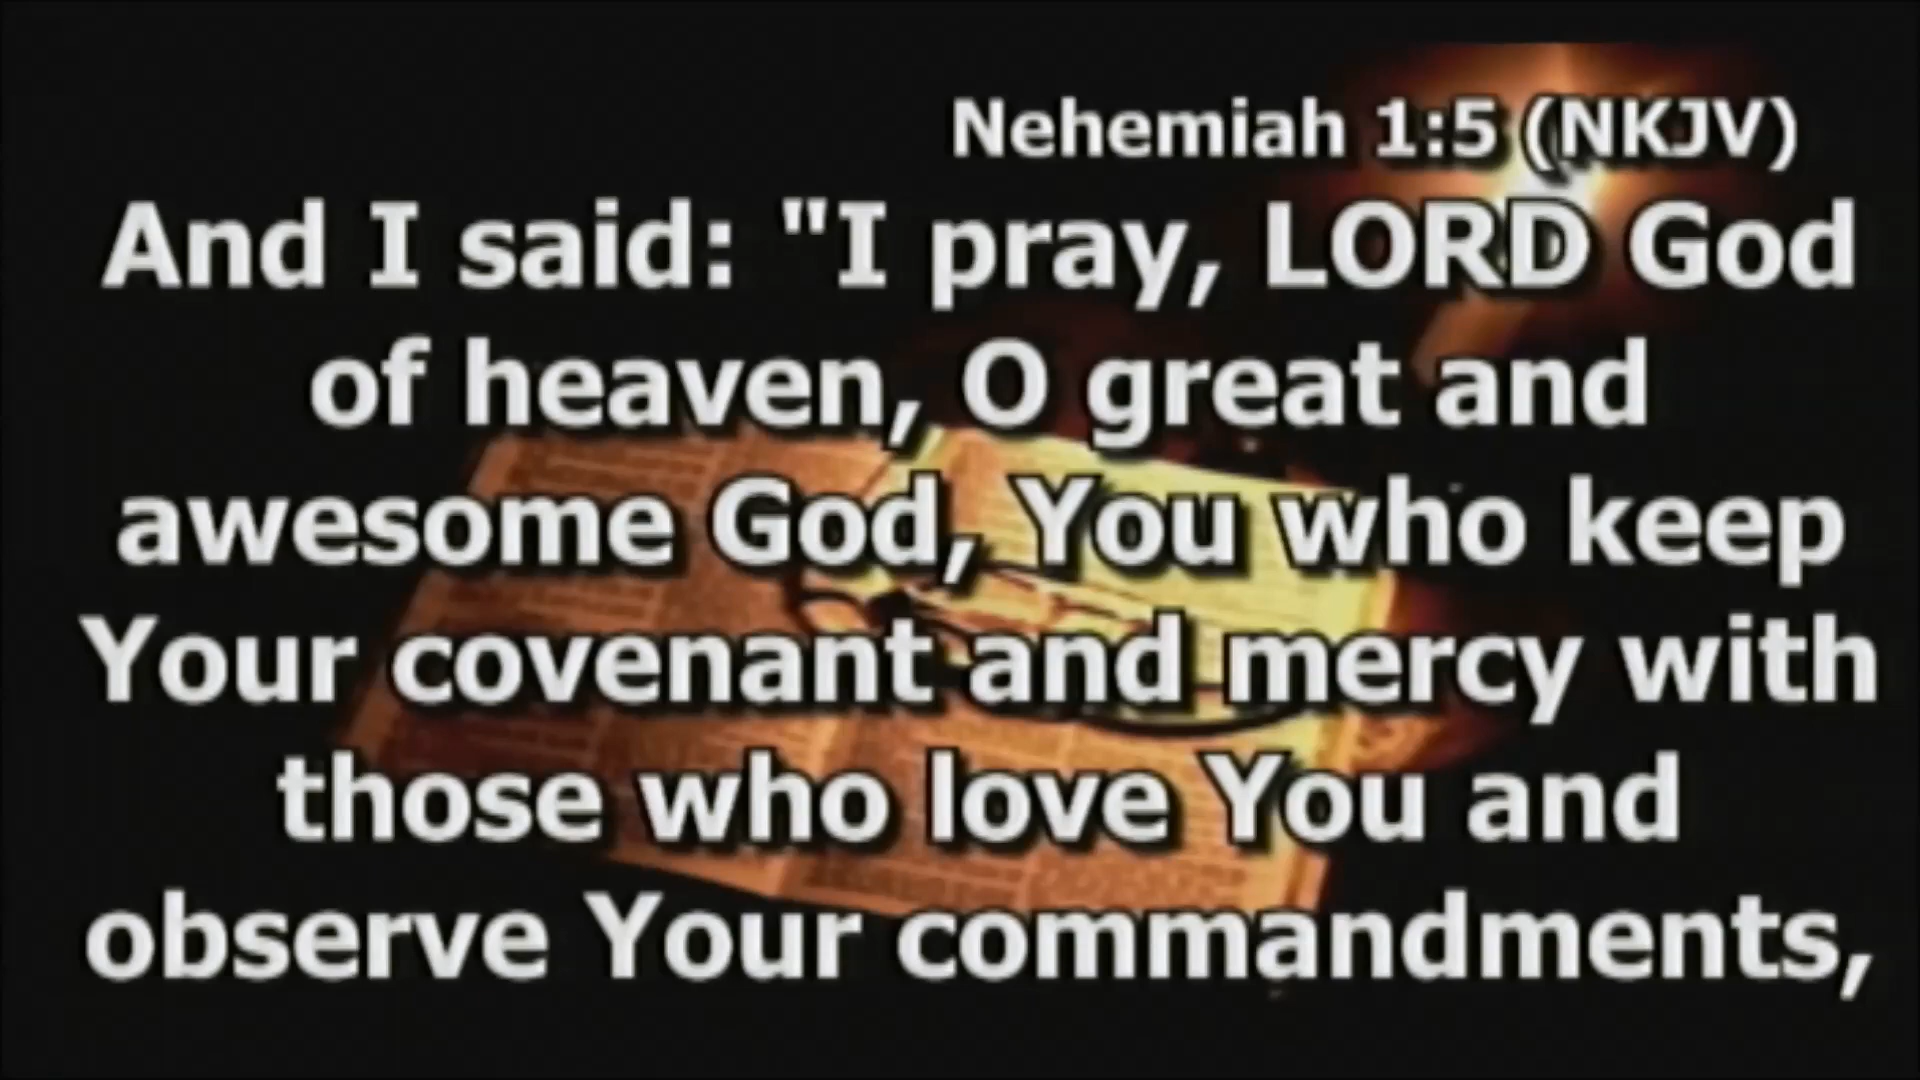 Nehemiah 1:5 (NKJV)
And I said: "I pray, LORD God
of heaven, O great and
awesome God, You who keep
Your covenant and mercy with
those who love You and
observe Your commandments,